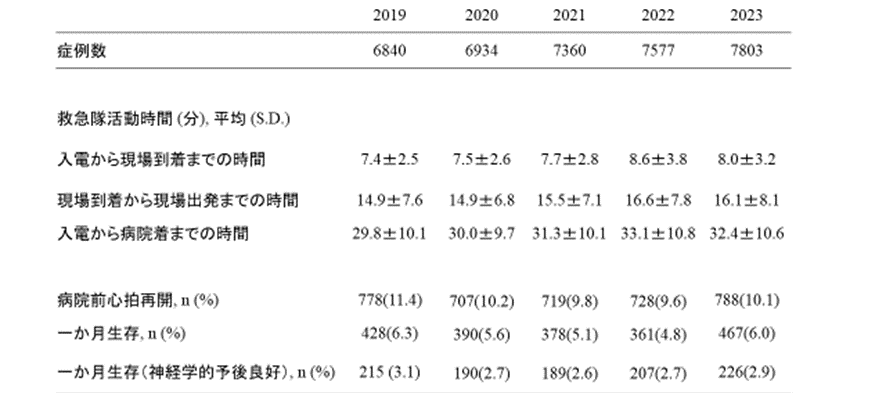 2019 2020 2021 2022 2023
症例数 6840 6934 7360 7577 7803
救急隊活動時間 (分), 平均 (S.D.)
入電から現場到着までの時間 7.4±2.5 7.5±2.6 7.7±2.8 8.6±3.8 8.0±3.2
現場到着から現場出発までの時間 14.9±7.6 14.9±6.8 15.5±7.1 16.6±7.8 16.1±8.1
入電から病院着までの時間 29.8±10.1 30.0±9.7 31.3±10.1 33.1±10.8 32.4±10.6
病院前心拍再開, n (%) 778(11.4) 707(10.2) 719(9.8) 728(9.6) 788(10.1)
一か月生存, n (%) 428(6.3) 390(5.6) 378(5.1) 361(4.8) 467(6.0)
一か月生存（神経学的予後良好）, n (%) 215 (3.1) 190(2.7) 189(2.6) 207(2.7) 226(2.9)